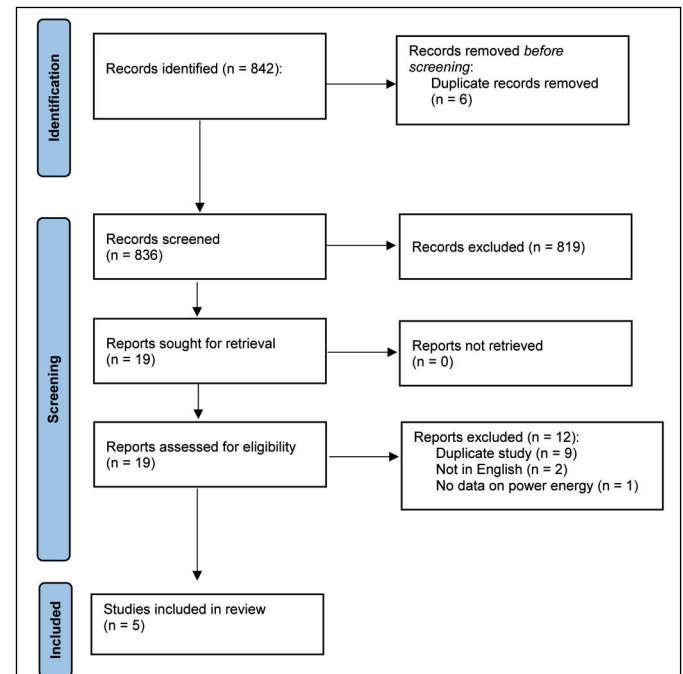 Identification
Records identified (n = 842):
Records removed before
screening:
Duplicate records removed
(n = 6)
Screening
Records screened
(n = 836)
Records excluded (n = 819)
Reports sought for retrieval
(n = 19)
Reports not retrieved
(n = 0)
Reports assessed for eligibility
(n = 19)
Reports excluded (n = 12):
Duplicate study (n = 9)
Not in English (n = 2)
No data on power energy (n = 1)
Included
Studies included in review
(n = 5)